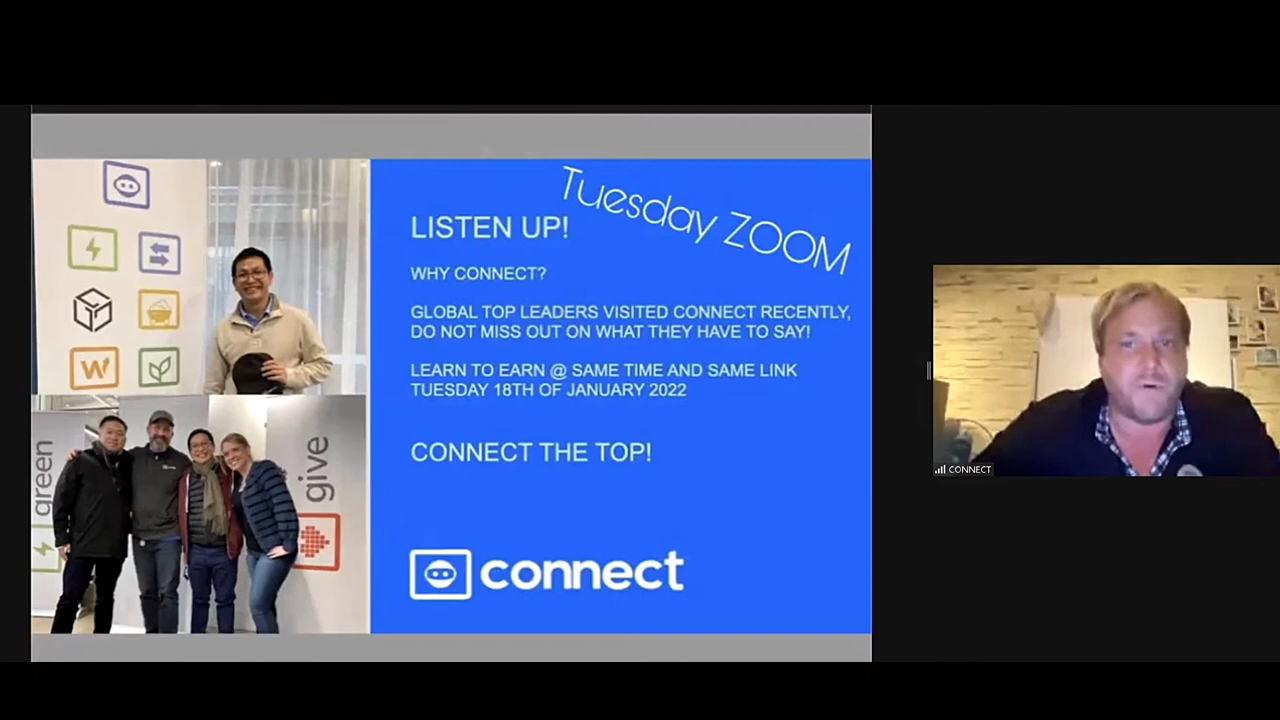 Tuesday ZOOM
LISTEN UP!
WHY CONNECT?
GLOBAL TOP LEADERS VISITED CONNECT RECENTLY,
DO NOT MISS OUT ON WHAT THEY HAVE TO SAY!
LEARN TO EARN @ SAME TIME AND SAME LINK
TUESDAY 18TH OF JANUARY 2022
CONNECT THE TOP!
connect
green
give
CONNECT